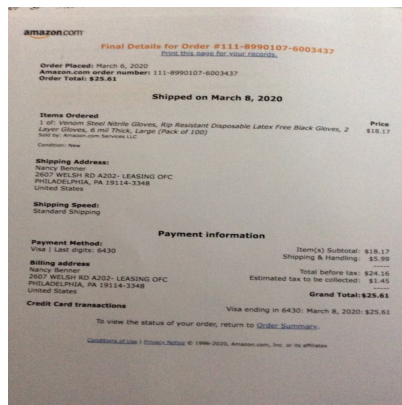 amazon.com
Final Details for Order #111-8990107-6003437
Print this page for your records.
Order Placed: March 6, 2020
Amazon.com order number: 111-8990107-6003437
Order Total: $25.61
Shipped on March 8, 2020
Items Ordered Price
1 of: Venom Steel Nitrile Gloves, Rip Resistant Disposable Latex Free Black Gloves, 2 $18.17
Layer Gloves, 6 mil Thick, Large (Pack of 100)
Sold by: Amazon.com Services LLC
Condition: New
Shipping Address:
Nancy Benner
2607 WELSH RD A202- LEASING OFC
PHILADELPHIA, PA 19114-3348
United States
Shipping Speed:
Standard Shipping
Payment information
Payment Method:
Visa | Last digits: 6430
Item(s) Subtotal: $18.17
Shipping & Handling: $5.99
-----
Billing address
Nancy Benner
2607 WELSH RD A202- LEASING OFC
PHILADELPHIA, PA 19114-3348
United States
Total before tax: $24.16
Estimated tax to be collected: $1.45
-----
Grand Total: $25.61
Credit Card transactions
Visa ending in 6430: March 8, 2020: $25.61
To view the status of your order, return to Order Summary.
Conditions of Use | Privacy Notice © 1996-2020, Amazon.com, Inc. or its affiliates